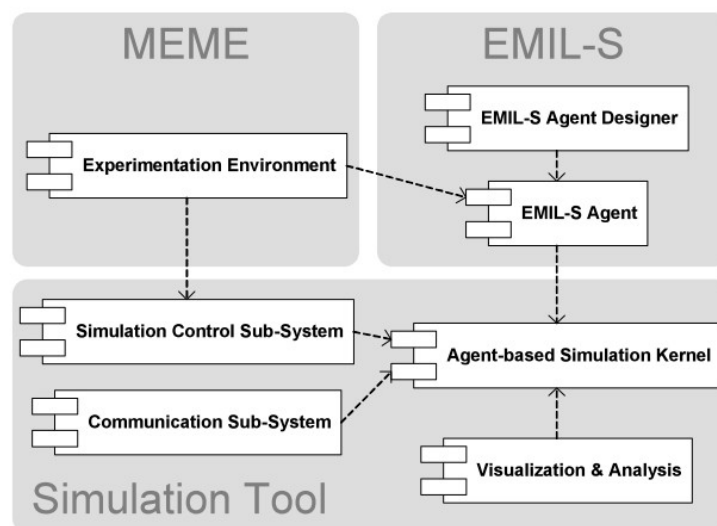 MEME
EMIL-S
EMIL-S Agent Designer
Experimentation Environment
EMIL-S Agent
Simulation Control Sub-System
Agent-based Simulation Kernel
Communication Sub-System
Visualization & Analysis
Simulation Tool